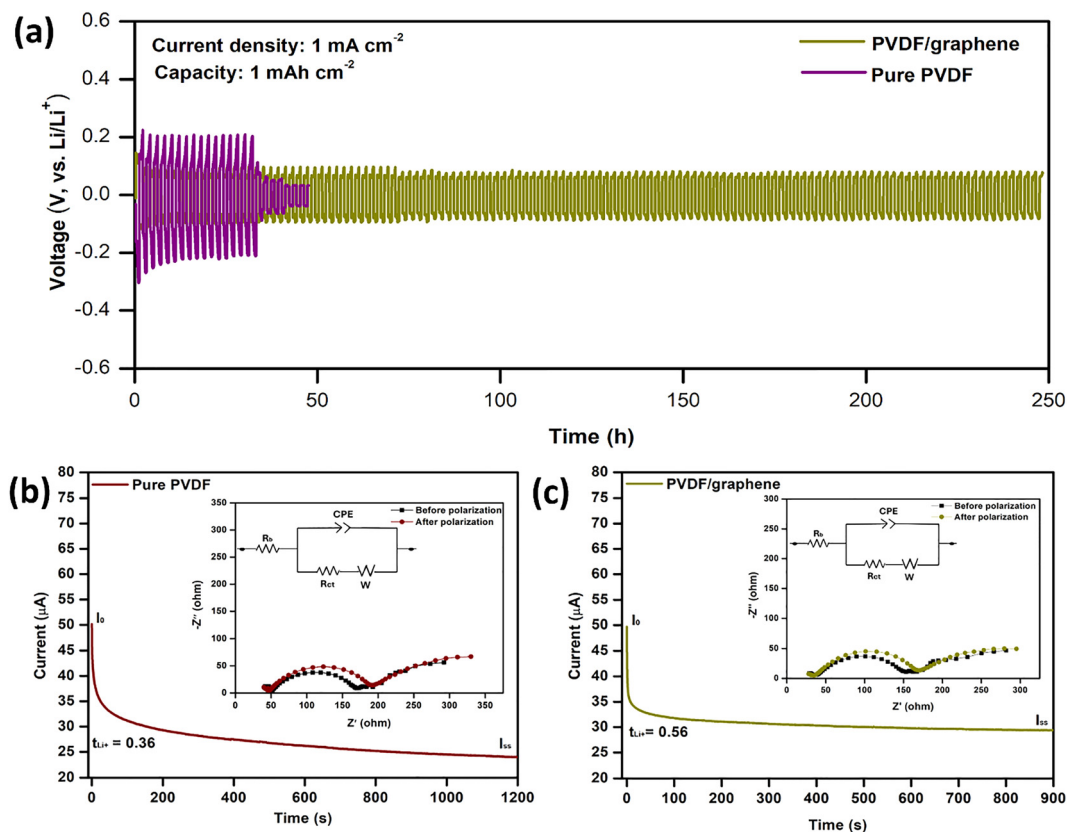 (a)
Current density: 1 mA cm⁻²
Capacity: 1 mAh cm⁻²
PVDF/graphene
Pure PVDF
Voltage (V, vs. Li/Li⁺)
0.6
0.4
0.2
0.0
-0.2
-0.4
-0.6
0
50
100
150
200
250
Time (h)
(b)
Pure PVDF
Current (μA)
80
75
70
65
60
55
50
45
40
35
30
25
20
I₀
Iss
tLi+ = 0.36
0
200
400
600
800
1000
1200
Time (s)
Before polarization
After polarization
CPE
Rb
Rct
W
-Z'' (ohm)
350
300
250
200
150
100
50
0
0
50
100
150
200
250
300
350
Z' (ohm)
(c)
PVDF/graphene
Current (μA)
80
75
70
65
60
55
50
45
40
35
30
25
20
I₀
Iss
tLi+ = 0.56
0
100
200
300
400
500
600
700
800
900
Time (s)
Before polarization
After polarization
CPE
Rb
Rct
W
-Z'' (ohm)
300
250
200
150
100
50
0
0
50
100
150
200
250
300
Z' (ohm)